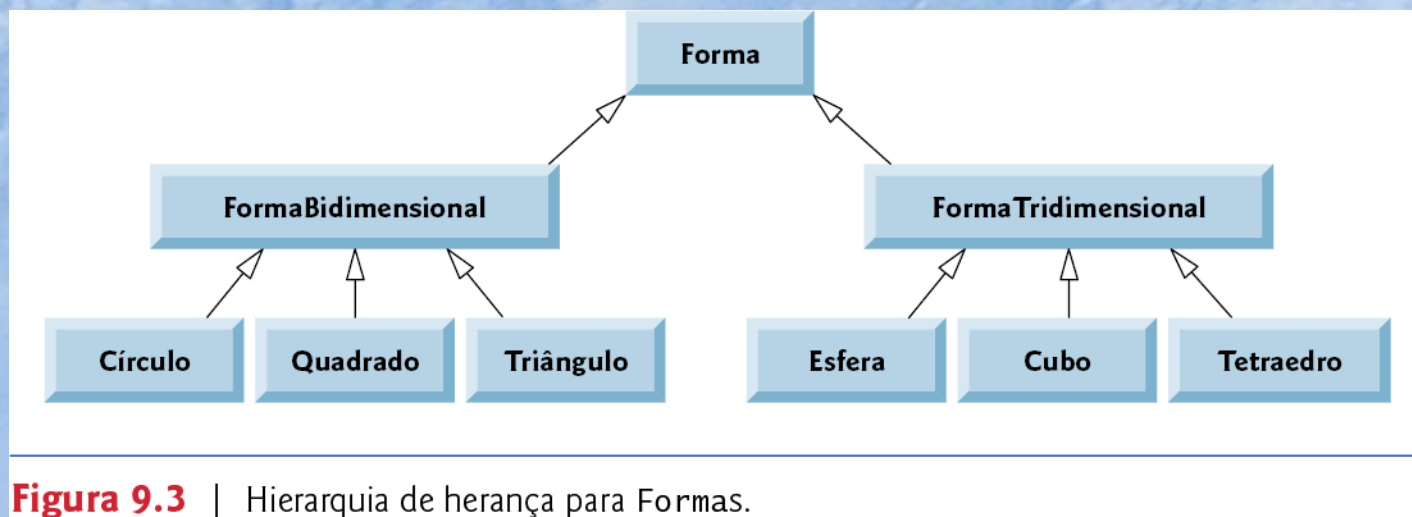 Forma
FormaBidimensional FormaTridimensional
Círculo Quadrado Triângulo Esfera Cubo Tetraedro
Figura 9.3 | Hierarquia de herança para Formas.